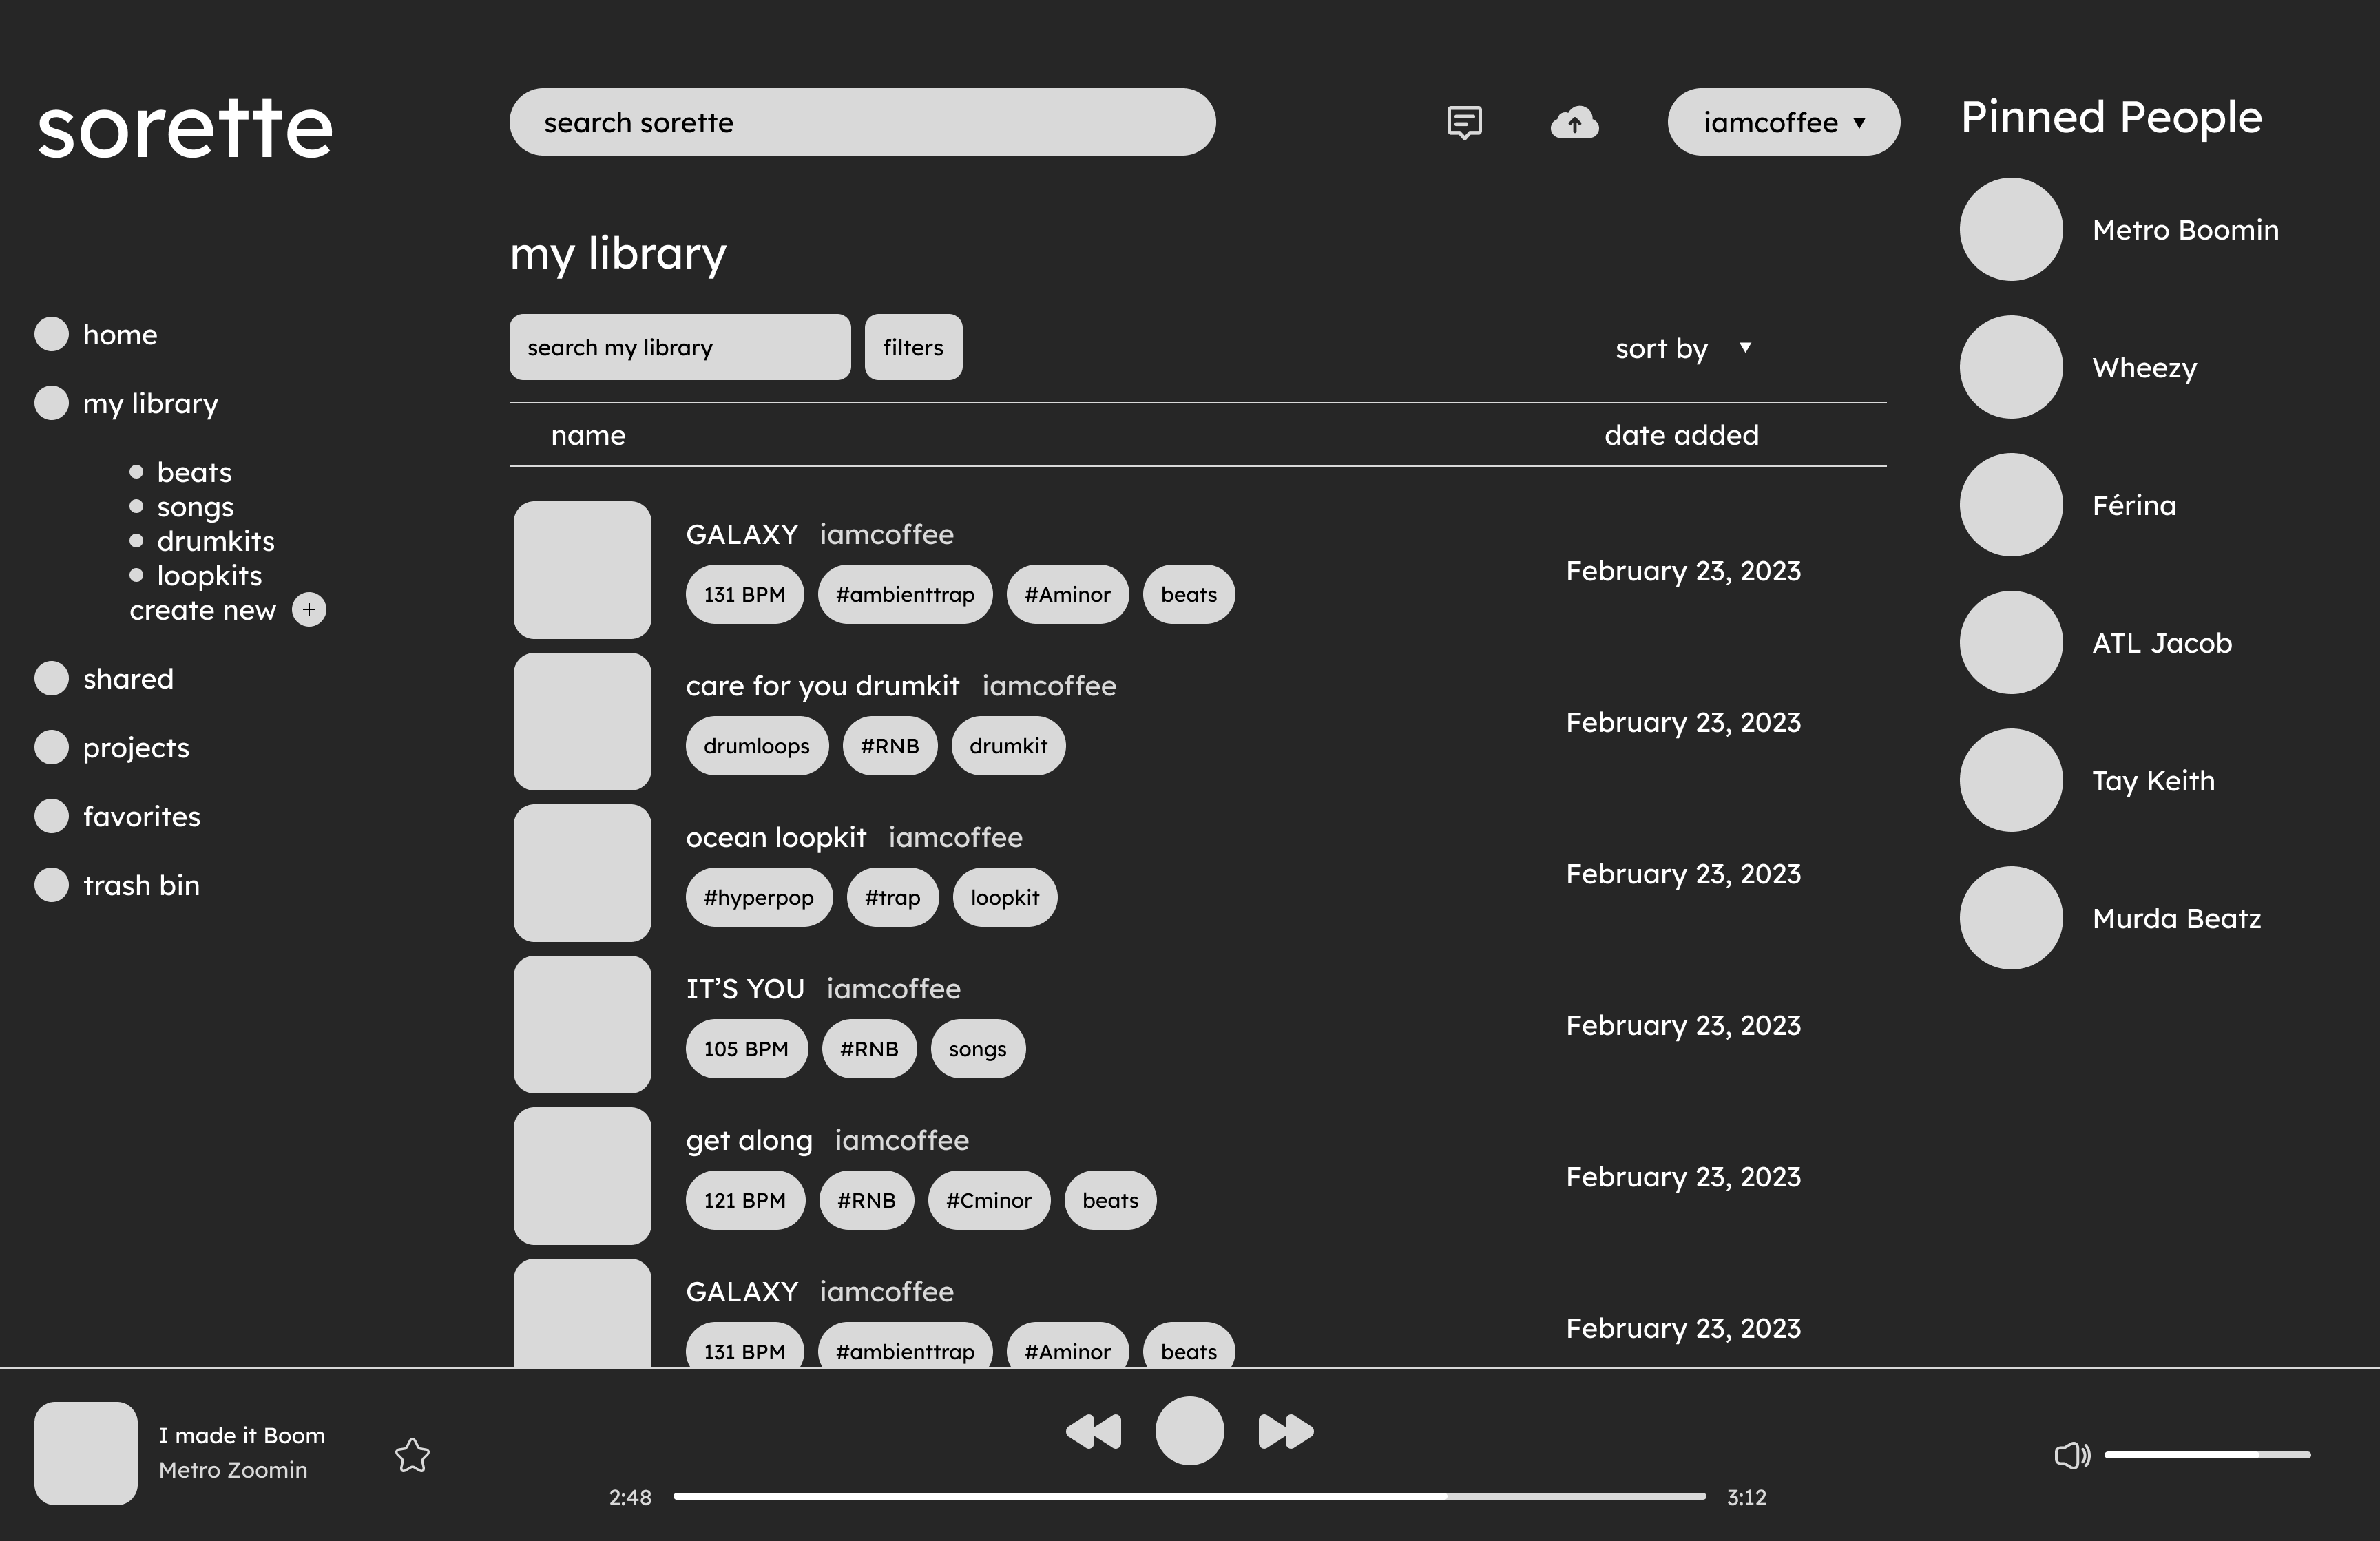 sorette
search sorette
iamcoffee
Pinned People
Metro Boomin
Wheezy
Férina
ATL Jacob
Tay Keith
Murda Beatz
home
my library
beats
songs
drumkits
loopkits
create new +
shared
projects
favorites
trash bin
my library
search my library
filters
sort by
name
date added
GALAXY iamcoffee
131 BPM #ambienttrap #Aminor beats
February 23, 2023
care for you drumkit iamcoffee
drumloops #RNB drumkit
February 23, 2023
ocean loopkit iamcoffee
#hyperpop #trap loopkit
February 23, 2023
IT’S YOU iamcoffee
105 BPM #RNB songs
February 23, 2023
get along iamcoffee
121 BPM #RNB #Cminor beats
February 23, 2023
GALAXY iamcoffee
131 BPM #ambienttrap #Aminor beats
February 23, 2023
I made it Boom
Metro Zoomin
2:48
3:12